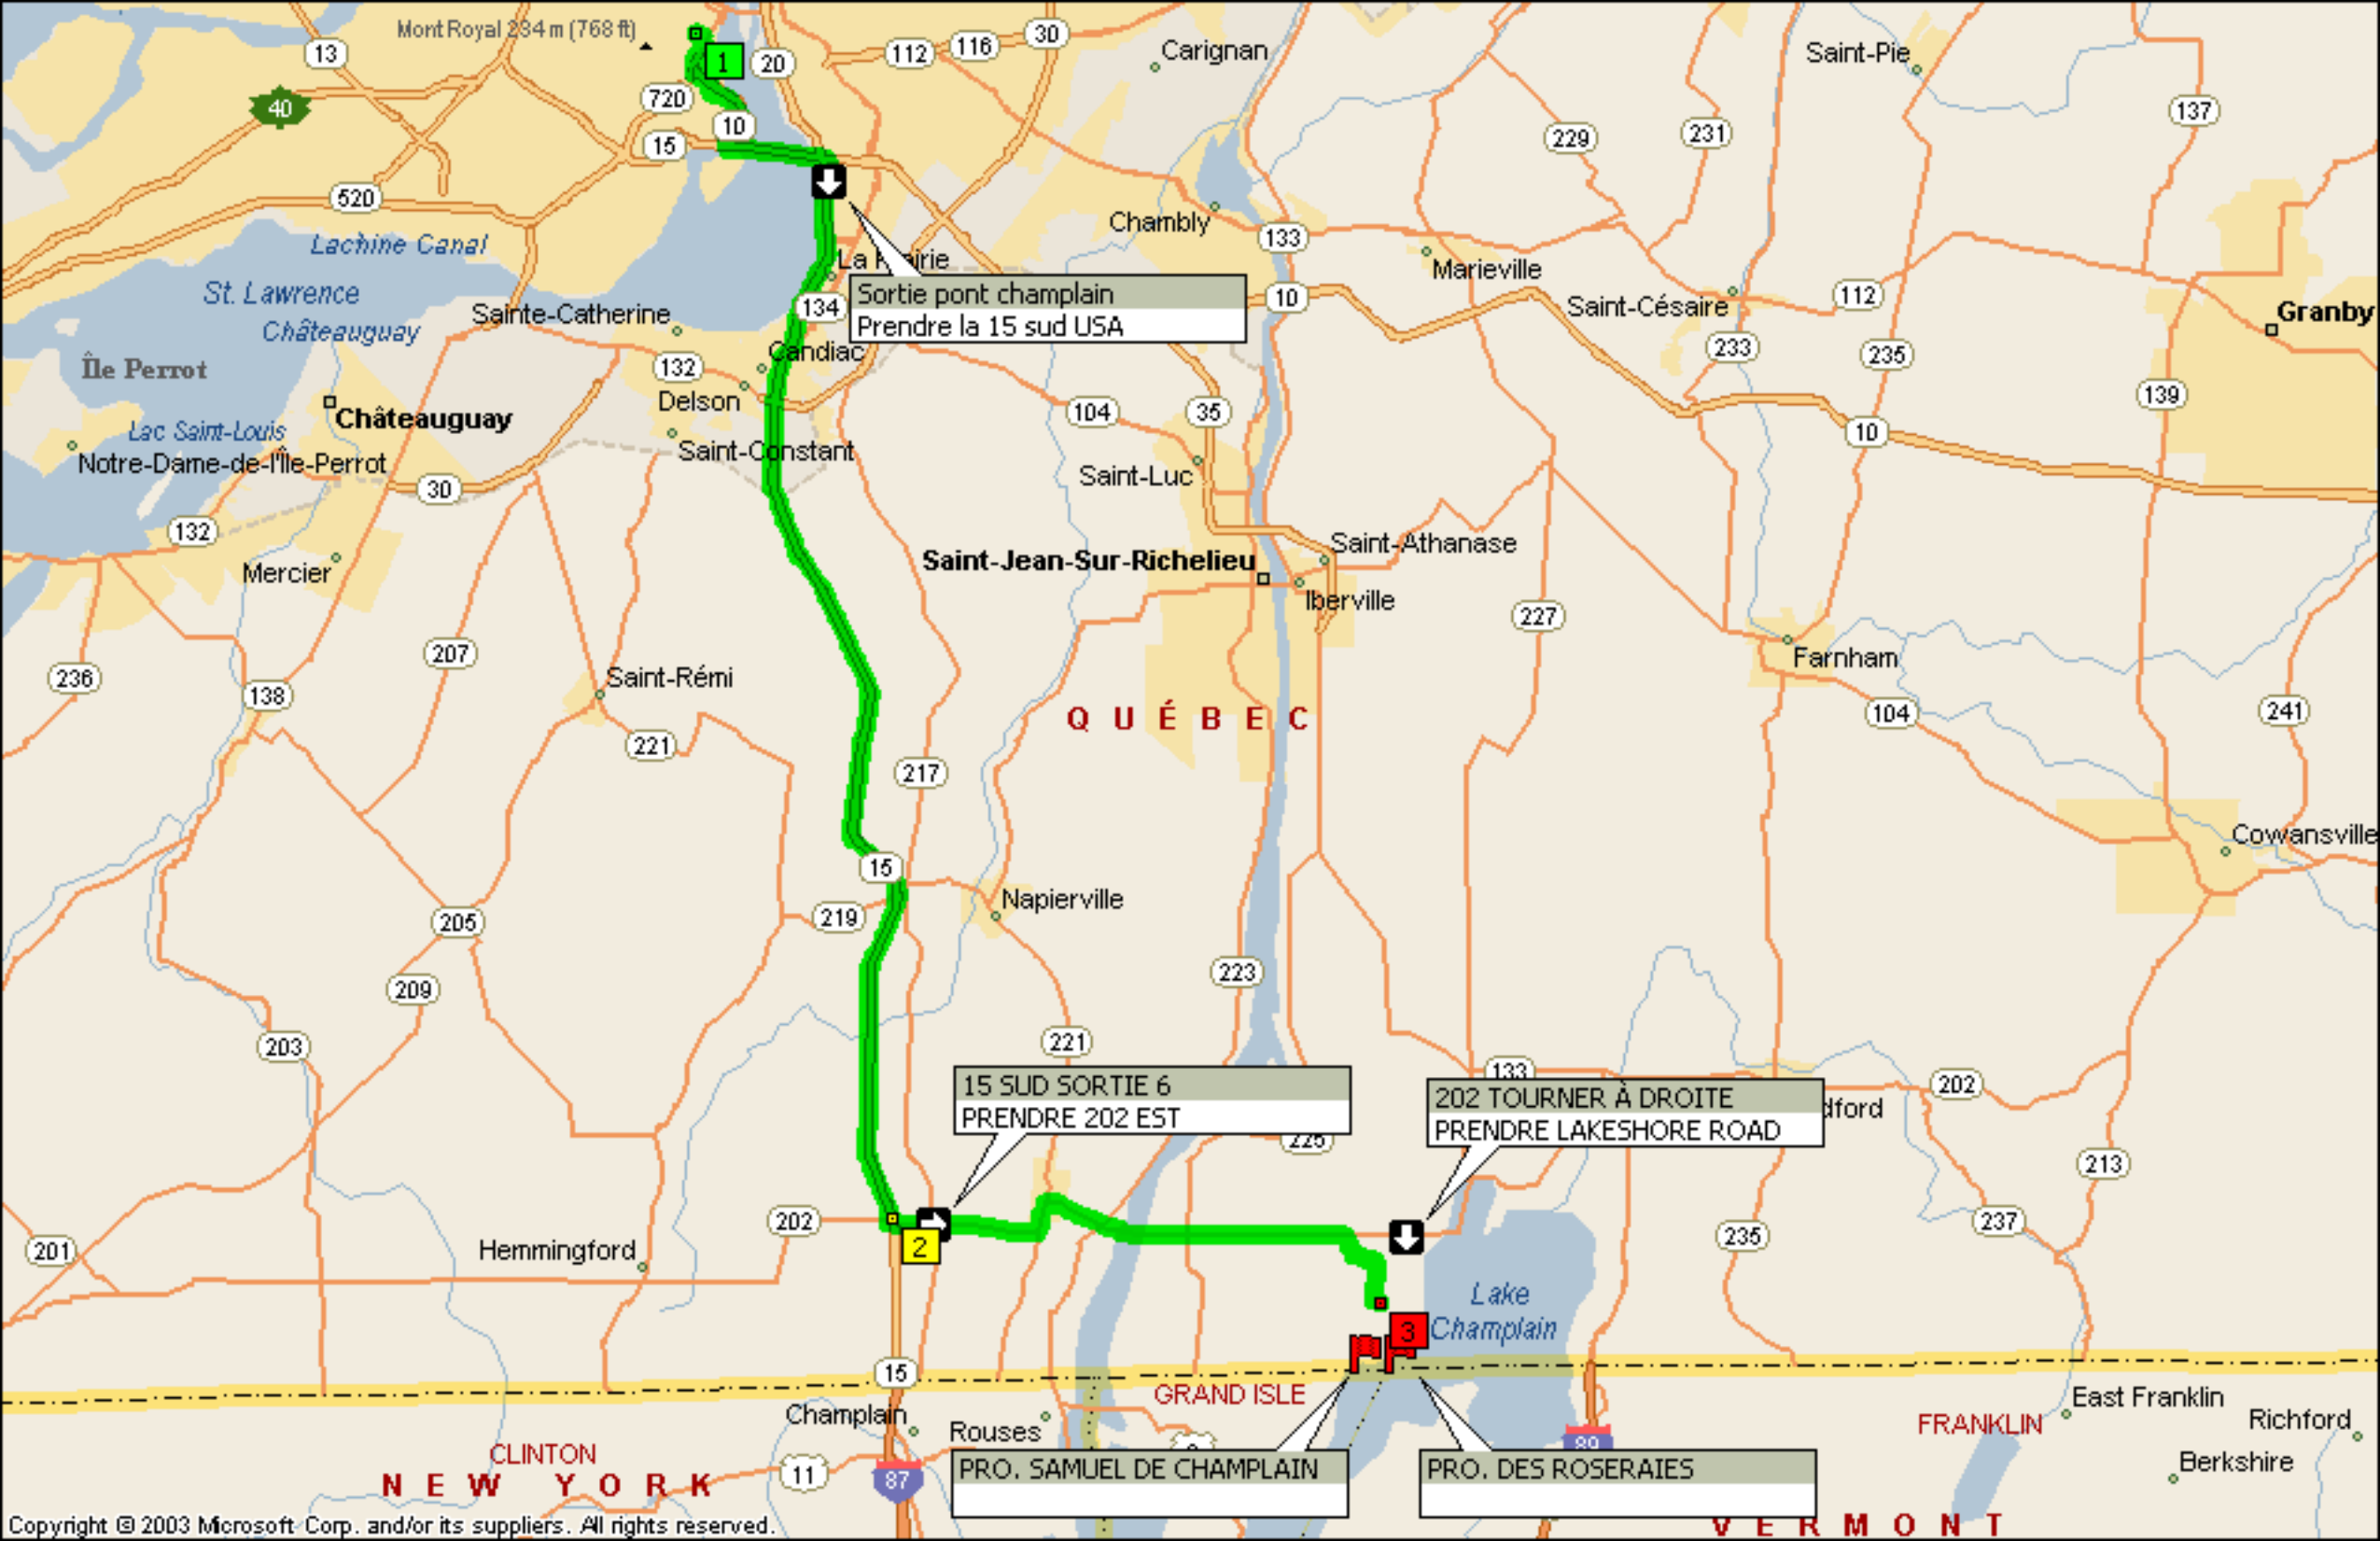 Mont Royal 234 m (768 ft)
13
1
20
112
116
30
Carignan
Saint-Pie
40
720
10
15
229
231
137
520
Lachine Canal
Chambly
133
La Prairie
Marieville
St. Lawrence
Châteauguay
Sainte-Catherine
134
Sortie pont champlain
Prendre la 15 sud USA
10
Saint-Césaire
112
Granby
Île Perrot
132
Candiac
Delson
233
235
139
Châteauguay
Lac Saint-Louis
Notre-Dame-de-l'Île-Perrot
Saint-Constant
104
35
10
30
Saint-Luc
132
Mercier
Saint-Jean-Sur-Richelieu
Saint-Athanase
Iberville
227
207
236
138
Saint-Rémi
Farnham
221
QUÉBEC
104
241
217
Cowansville
15
205
219
Napierville
209
223
203
221
15 SUD SORTIE 6
PRENDRE 202 EST
133
202 TOURNER À DROITE
PRENDRE LAKESHORE ROAD
dford
202
225
213
202
2
201
Hemmingford
235
237
Lake
Champlain
3
15
GRAND ISLE
Champlain
Rouses
East Franklin
FRANKLIN
Richford
CLINTON
NEW YORK
11
87
89
PRO. SAMUEL DE CHAMPLAIN
PRO. DES ROSERAIES
Berkshire
VERMONT
Copyright © 2003 Microsoft Corp. and/or its suppliers. All rights reserved.